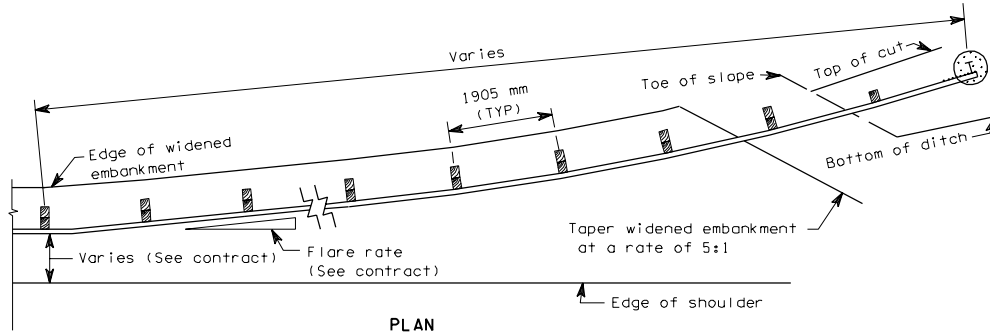 Varies
Top of cut
Toe of slope
1905 mm
(TYP)
Edge of widened
embankment
Bottom of ditch
Taper widened embankment
at a rate of 5:1
Flare rate
(See contract)
Varies (See contract)
Edge of shoulder
PLAN